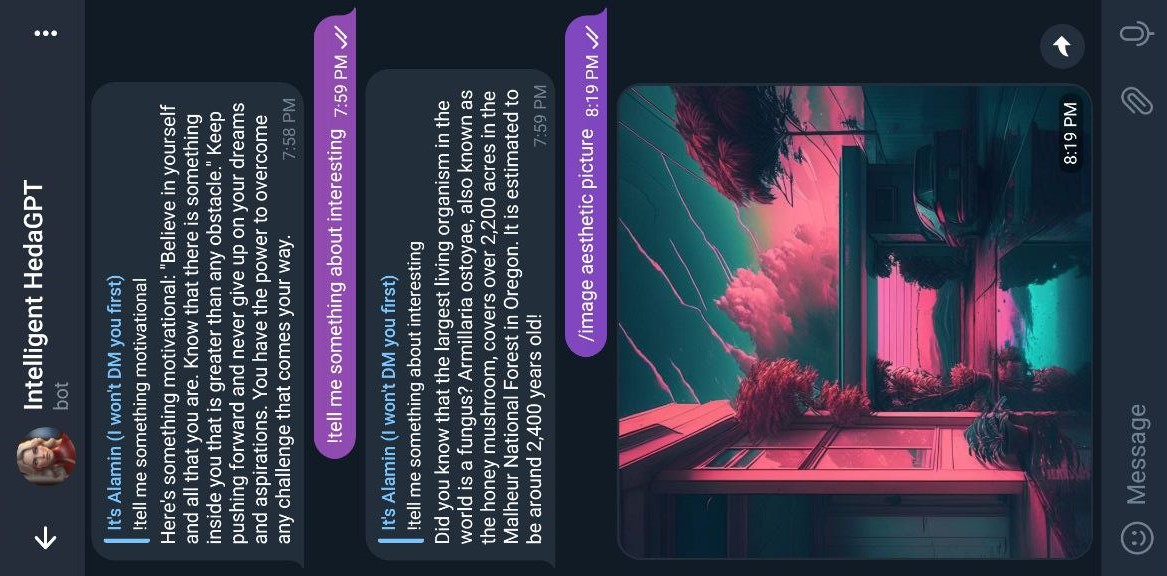 Intelligent HedaGPT
bot
It's Alamin (I won't DM you first)
!tell me something motivational
Here's something motivational: "Believe in yourself
and all that you are. Know that there is something
inside you that is greater than any obstacle." Keep
pushing forward and never give up on your dreams
and aspirations. You have the power to overcome
any challenge that comes your way.
7:58 PM
!tell me something about interesting 7:59 PM
It's Alamin (I won't DM you first)
!tell me something about interesting
Did you know that the largest living organism in the
world is a fungus? Armillaria ostoyae, also known as
the honey mushroom, covers over 2,200 acres in the
Malheur National Forest in Oregon. It is estimated to
be around 2,400 years old!
7:59 PM
/image aesthetic picture 8:19 PM
8:19 PM
Message